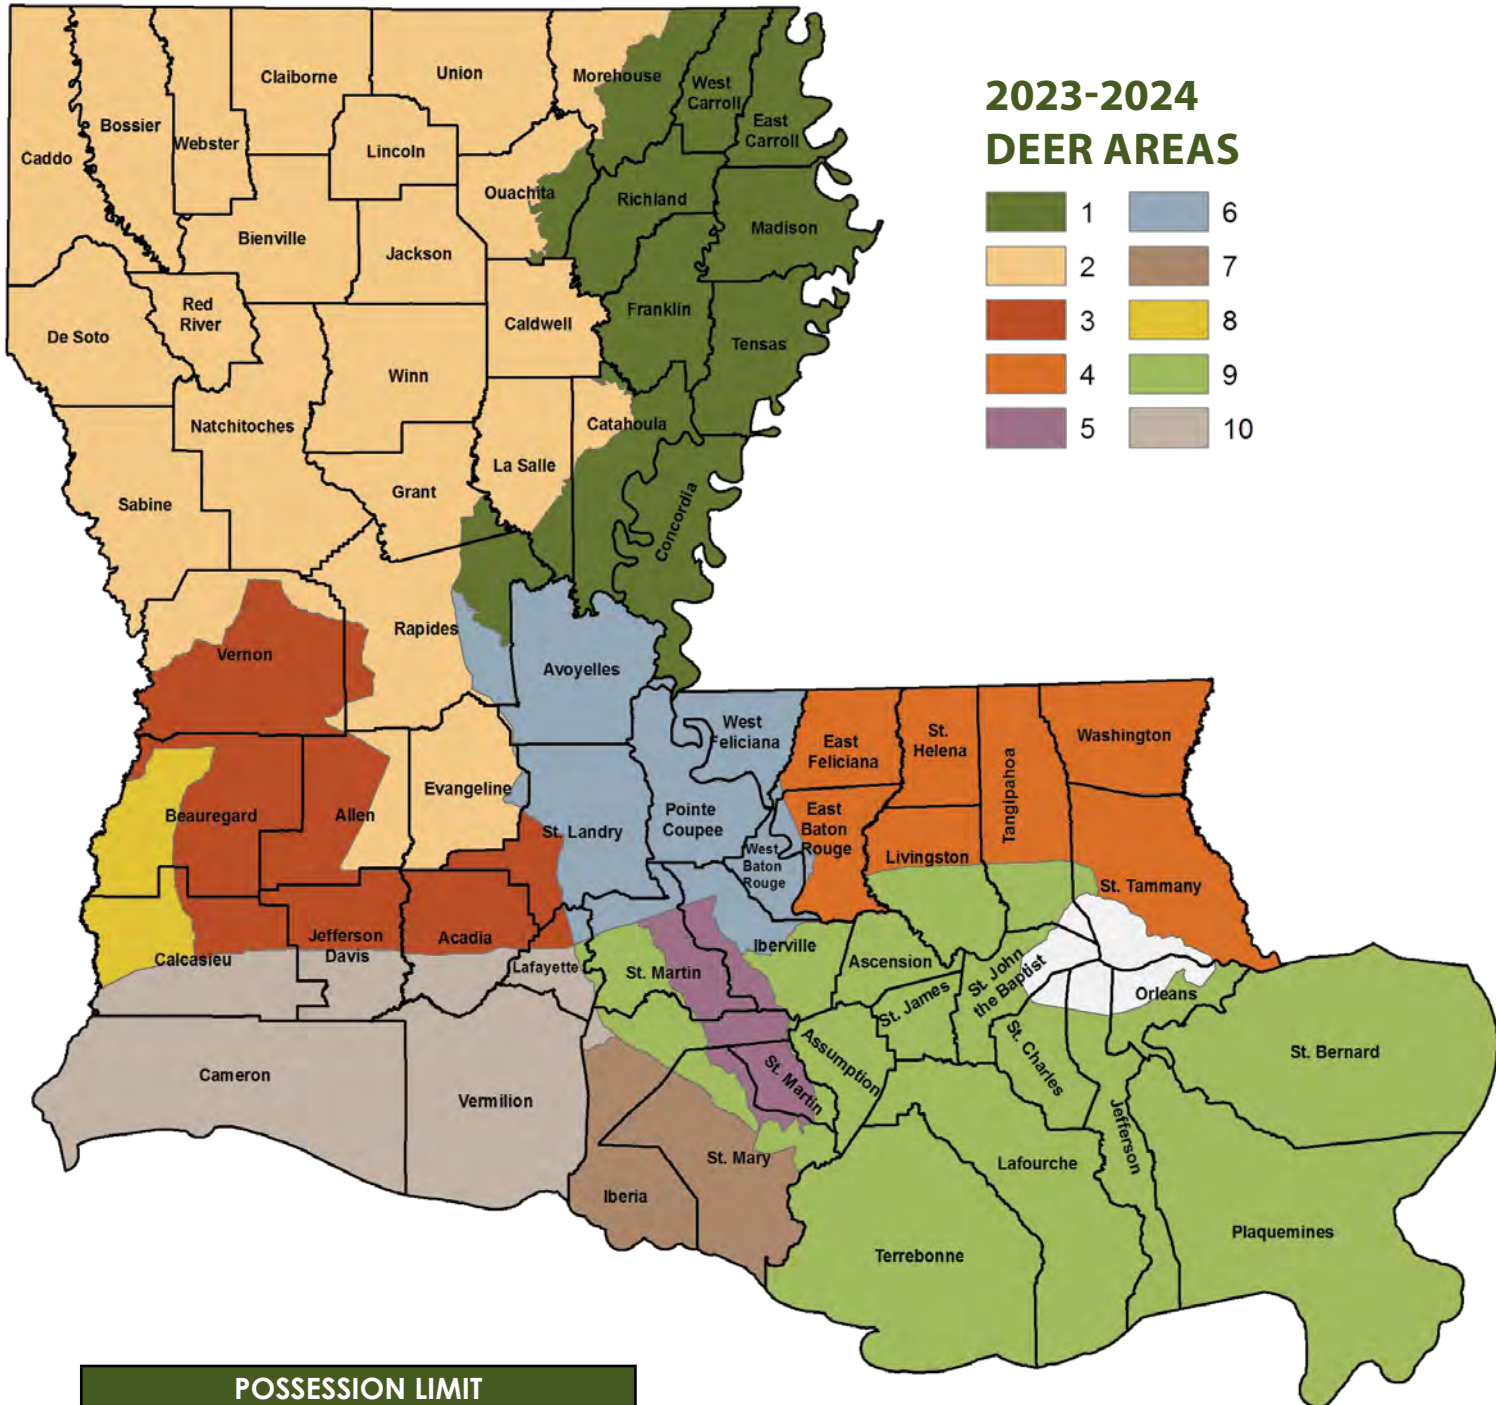 2023-2024
DEER AREAS
1
6
2
7
3
8
4
9
5
10
Caddo
Bossier
Webster
Claiborne
Union
Morehouse
West
Carroll
East
Carroll
Lincoln
Ouachita
Richland
Madison
Bienville
Jackson
Red
River
De Soto
Caldwell
Franklin
Tensas
Winn
Natchitoches
Catahoula
La Salle
Sabine
Grant
Concordia
Rapides
Vernon
Avoyelles
West
Feliciana
East
Feliciana
St.
Helena
Tangipahoa
Washington
Beauregard
Allen
Evangeline
St. Landry
Pointe
Coupee
West
Baton
Rouge
East
Baton
Rouge
Livingston
St. Tammany
Calcasieu
Jefferson
Davis
Acadia
Lafayette
St. Martin
Iberville
Ascension
St. James
St. John
the Baptist
Orleans
St. Bernard
Cameron
Vermilion
St. Martin
Assumption
St. Charles
Jefferson
St. Mary
Iberia
Lafourche
Terrebonne
Plaquemines
POSSESSION LIMIT